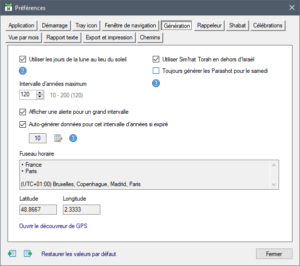 Préférences
Application Démarrage Tray icon Fenêtre de navigation Génération Rappeleur Shabat Célébrations
Vue par mois Rapport texte Export et impression Chemins
Utiliser les jours de la lune au lieu du soleil
Utiliser Sim'hat Torah en dehors d'Israël
Toujours générer les Parashot pour le samedi
Intervalle d'années maximum
120 10 - 200 (120)
Afficher une alerte pour un grand intervalle
Auto-générer données pour cet intervalle d'années si expiré
10
Fuseau horaire
• France
• Paris
(UTC+01:00) Bruxelles, Copenhague, Madrid, Paris
Latitude Longitude
48.8667 2.3333
Ouvrir le découvreur de GPS
Restaurer les valeurs par défaut
Fermer